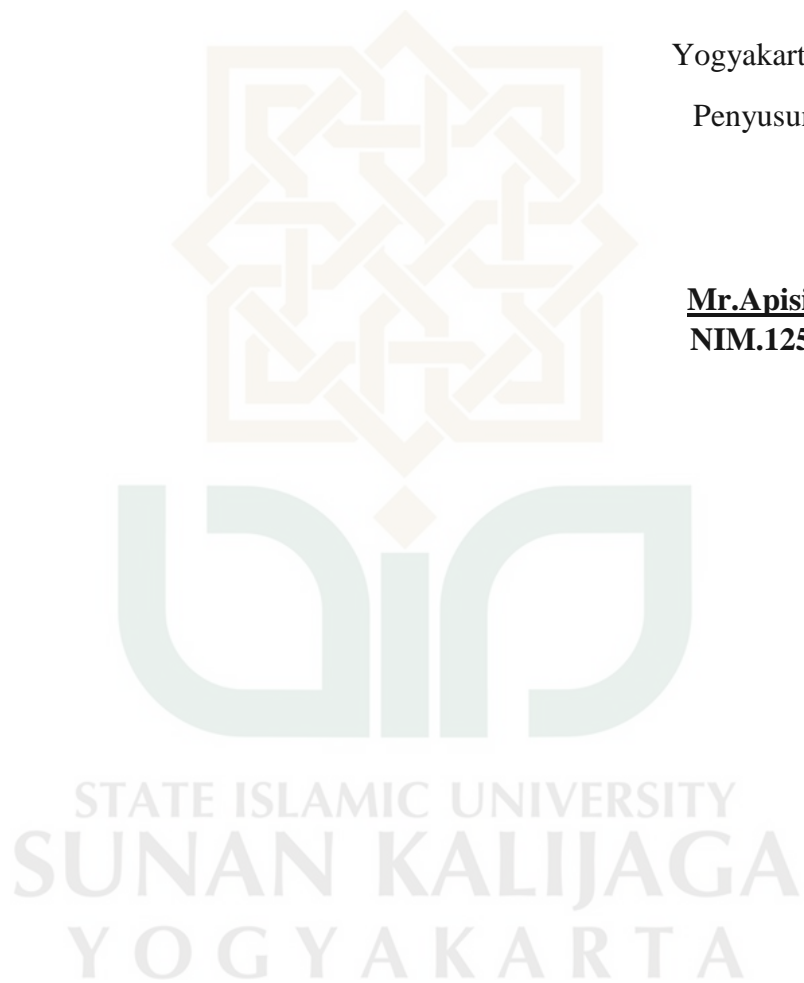 Yogyakart
Penyusun
Mr.Apisi
NIM.125
STATE ISLAMIC UNIVERSITY
SUNAN KALIJAGA
YOGYAKARTA